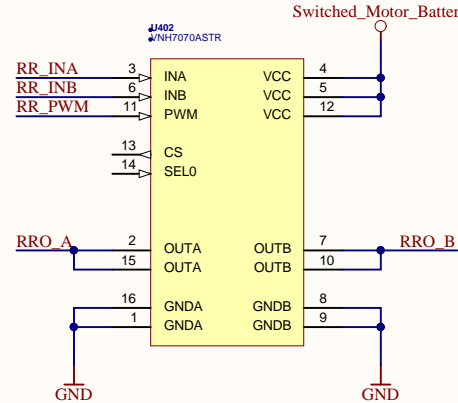 Switched_Motor_Batter
U402
VNH7070ASTR
RR_INA 3 INA VCC 4
RR_INB 6 INB VCC 5
RR_PWM 11 PWM VCC 12
13 CS
14 SEL0
RRO_A 2 OUTA OUTB 7 RRO_B
15 OUTA OUTB 10
16 GNDA GNDB 8
1 GNDA GNDB 9
GND GND